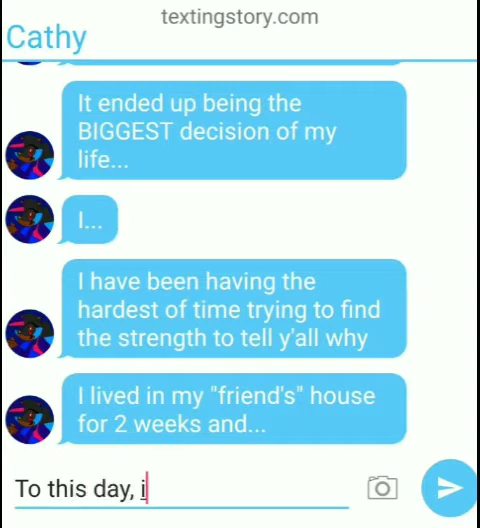 textingstory.com
Cathy
It ended up being the
BIGGEST decision of my
life...
I...
I have been having the
hardest of time trying to find
the strength to tell y'all why
I lived in my "friend's" house
for 2 weeks and...
To this day, i